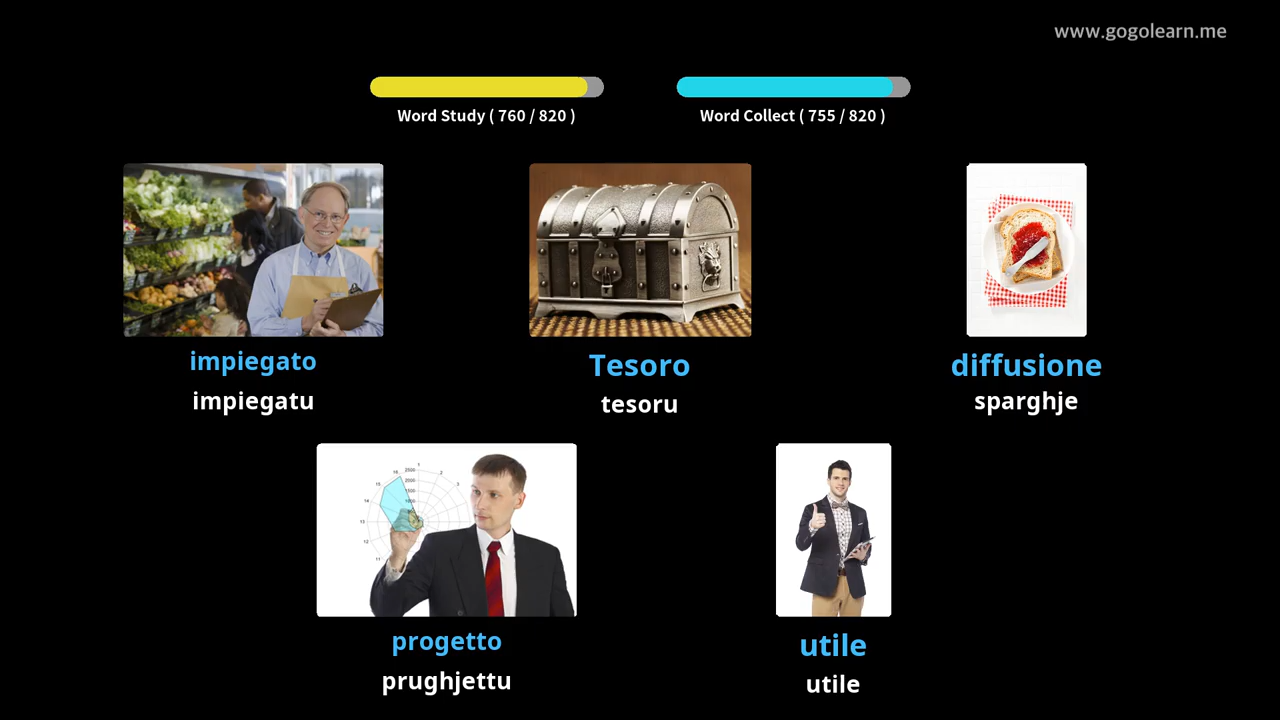 www.gogolearn.me
Word Study ( 760 / 820 )
Word Collect ( 755 / 820 )
impiegato
impiegatu
Tesoro
tesoru
diffusione
sparghje
progetto
prughjettu
utile
utile